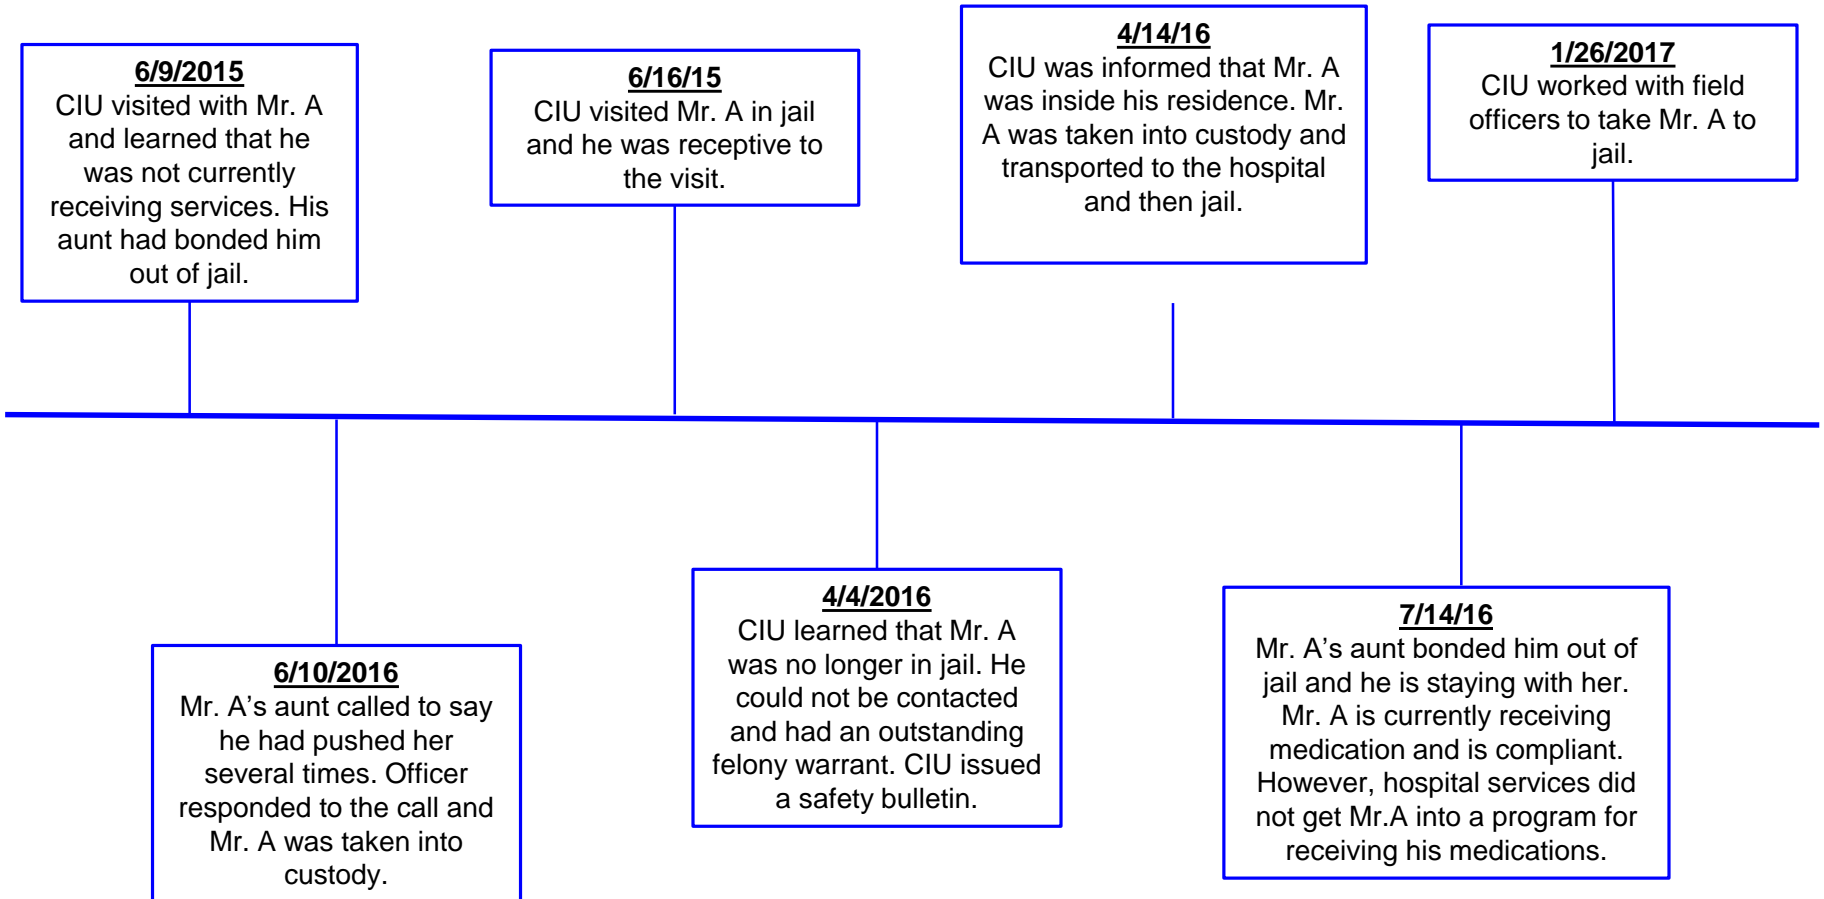 6/9/2015
CIU visited with Mr. A
and learned that he
was not currently
receiving services. His
aunt had bonded him
out of jail.
6/16/15
CIU visited Mr. A in jail
and he was receptive to
the visit.
4/14/16
CIU was informed that Mr. A
was inside his residence. Mr.
A was taken into custody and
transported to the hospital
and then jail.
1/26/2017
CIU worked with field
officers to take Mr. A to
jail.
6/10/2016
Mr. A’s aunt called to say
he had pushed her
several times. Officer
responded to the call and
Mr. A was taken into
custody.
4/4/2016
CIU learned that Mr. A
was no longer in jail. He
could not be contacted
and had an outstanding
felony warrant. CIU issued
a safety bulletin.
7/14/16
Mr. A’s aunt bonded him out of
jail and he is staying with her.
Mr. A is currently receiving
medication and is compliant.
However, hospital services did
not get Mr.A into a program for
receiving his medications.